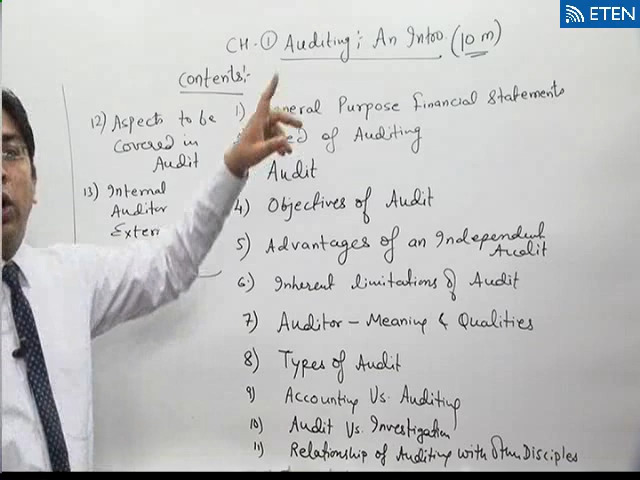 ETEN
CH-① Auditing: An Intro. (10 m)
Contents:-
1) General Purpose Financial Statements
of Auditing
Audit
4) Objectives of Audit
5) Advantages of an Independent
Audit
6) Inherent limitations of Audit
7) Auditor - Meaning & Qualities
8) Types of Audit
9) Accounting Vs. Auditing
10) Audit Vs. Investigation
11) Relationship of Auditing with other Disciples
12) Aspects to be
Covered in
Audit
13) Internal
Auditor
Exter